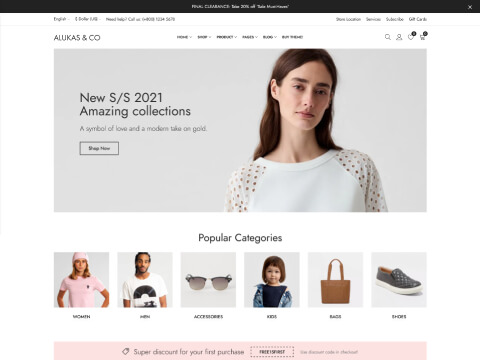 FINAL CLEARANCE: Take 20% off 'Sale Must-Haves'
English
$ Dollar (US)
Need help? Call us: (+800) 1234 5678
Store Location
Services
Subscribe
Gift Cards
ALUKAS & CO
HOME
SHOP
PRODUCT
PAGES
BLOG
BUY THEME!
0
0
New S/S 2021
Amazing collections
A symbol of love and a modern take on gold.
Shop Now
Popular Categories
WOMEN
MEN
ACCESSORIES
KIDS
BAGS
SHOES
Super discount for your first purchase
FREE15FIRST
Use discount code in checkout!